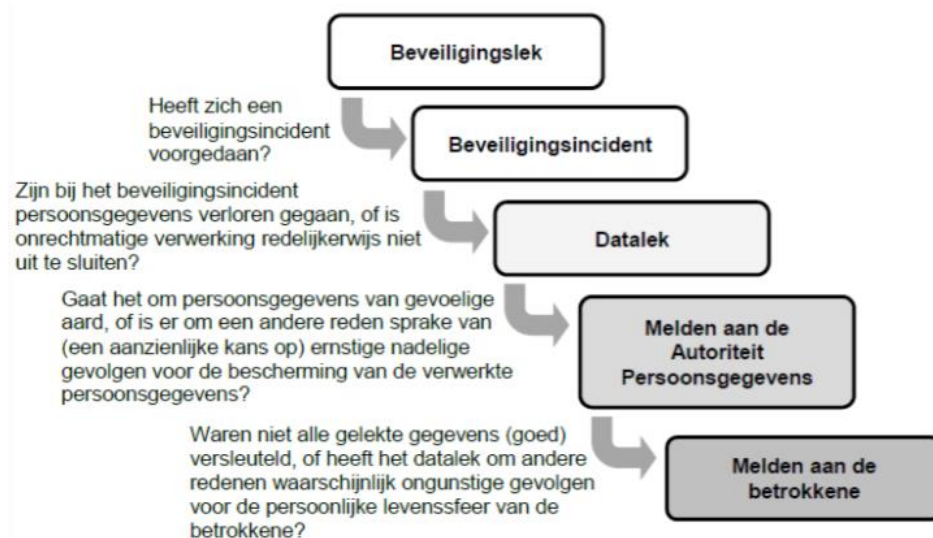 Beveiligingslek
Heeft zich een
beveiligingsincident
voorgedaan?
Beveiligingsincident
Zijn bij het beveiligingsincident
persoonsgegevens verloren gegaan, of is
onrechtmatige verwerking redelijkerwijs niet
uit te sluiten?
Datalek
Gaat het om persoonsgegevens van gevoelige
aard, of is er om een andere reden sprake van
(een aanzienlijke kans op) ernstige nadelige
gevolgen voor de bescherming van de verwerkte
persoonsgegevens?
Melden aan de
Autoriteit
Persoonsgegevens
Waren niet alle gelekte gegevens (goed)
versleuteld, of heeft het datalek om andere
redenen waarschijnlijk ongunstige gevolgen
voor de persoonlijke levenssfeer van de
betrokkene?
Melden aan de
betrokkene